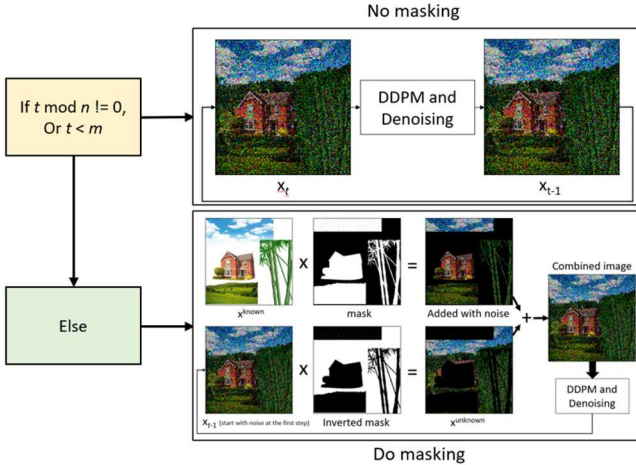 No masking
If t mod n != 0,
Or t < m
DDPM and
Denoising
xt
xt-1
Else
x
=
xknown
mask
Added with noise
Combined image
+
x
=
DDPM and
Denoising
xt-1 (start with noise at the first step)
Inverted mask
xunknown
Do masking